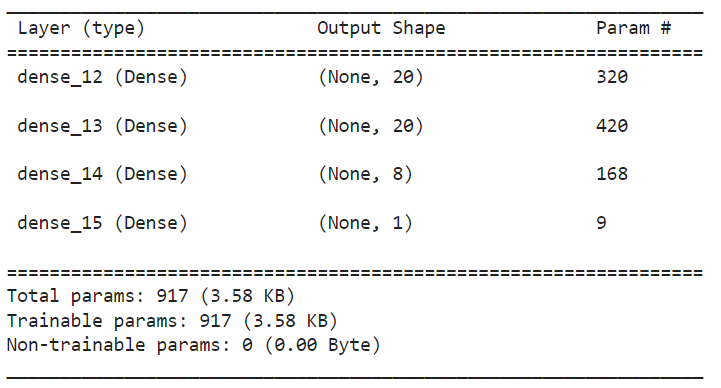 Layer (type) Output Shape Param #
dense_12 (Dense) (None, 20) 320
dense_13 (Dense) (None, 20) 420
dense_14 (Dense) (None, 8) 168
dense_15 (Dense) (None, 1) 9
Total params: 917 (3.58 KB)
Trainable params: 917 (3.58 KB)
Non-trainable params: 0 (0.00 Byte)